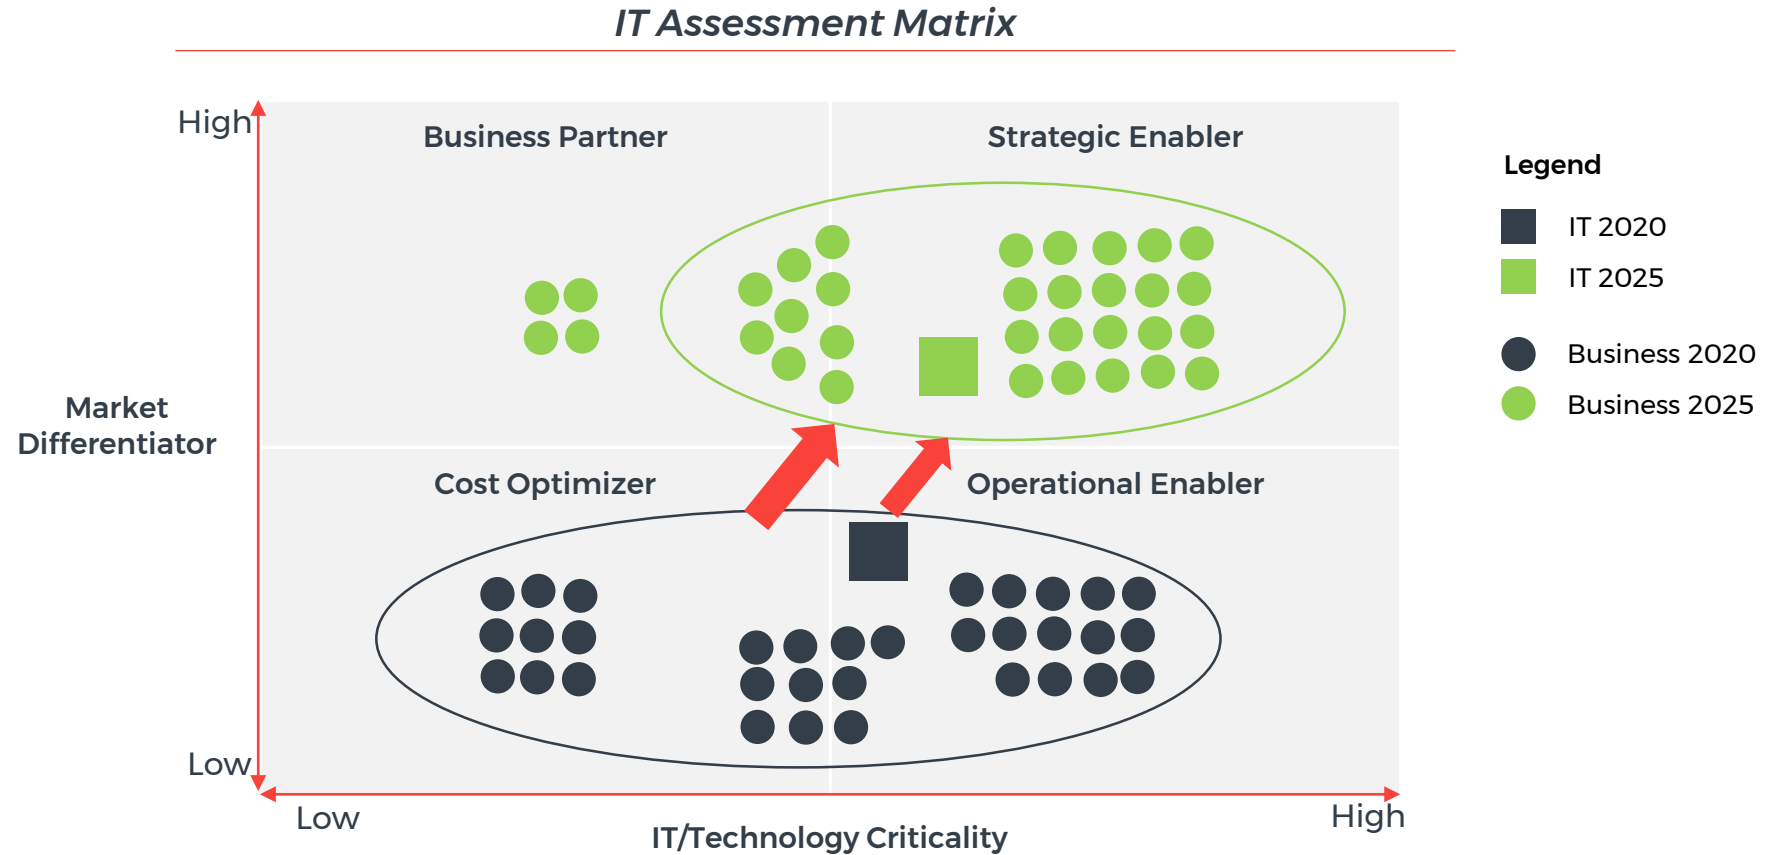 IT Assessment Matrix
High
Business Partner
Strategic Enabler
Legend
IT 2020
IT 2025
Business 2020
Business 2025
Market
Differentiator
Cost Optimizer
Operational Enabler
Low
Low
High
IT/Technology Criticality